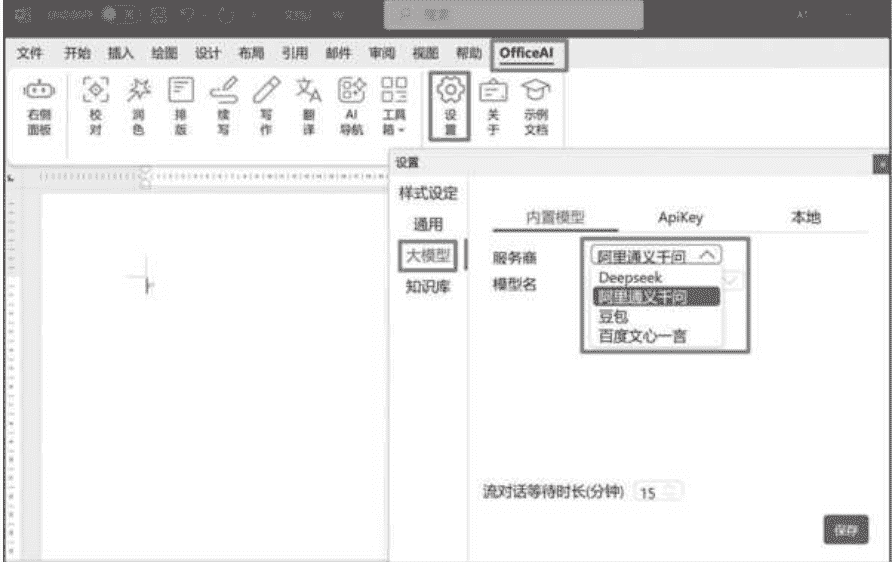 搜索
文件 开始 插入 绘图 设计 布局 引用 邮件 审阅 视图 帮助 OfficeAI
右侧面板 校对 润色 排版 续写 写作 翻译 AI导航 工具箱 设置 关于 示例文档
设置
样式设定
通用
大模型
知识库
内置模型 ApiKey 本地
服务商 阿里通义千问
模型名
Deepseek
阿里通义千问
豆包
百度文心一言
流对话等待时长(分钟) 15
保存